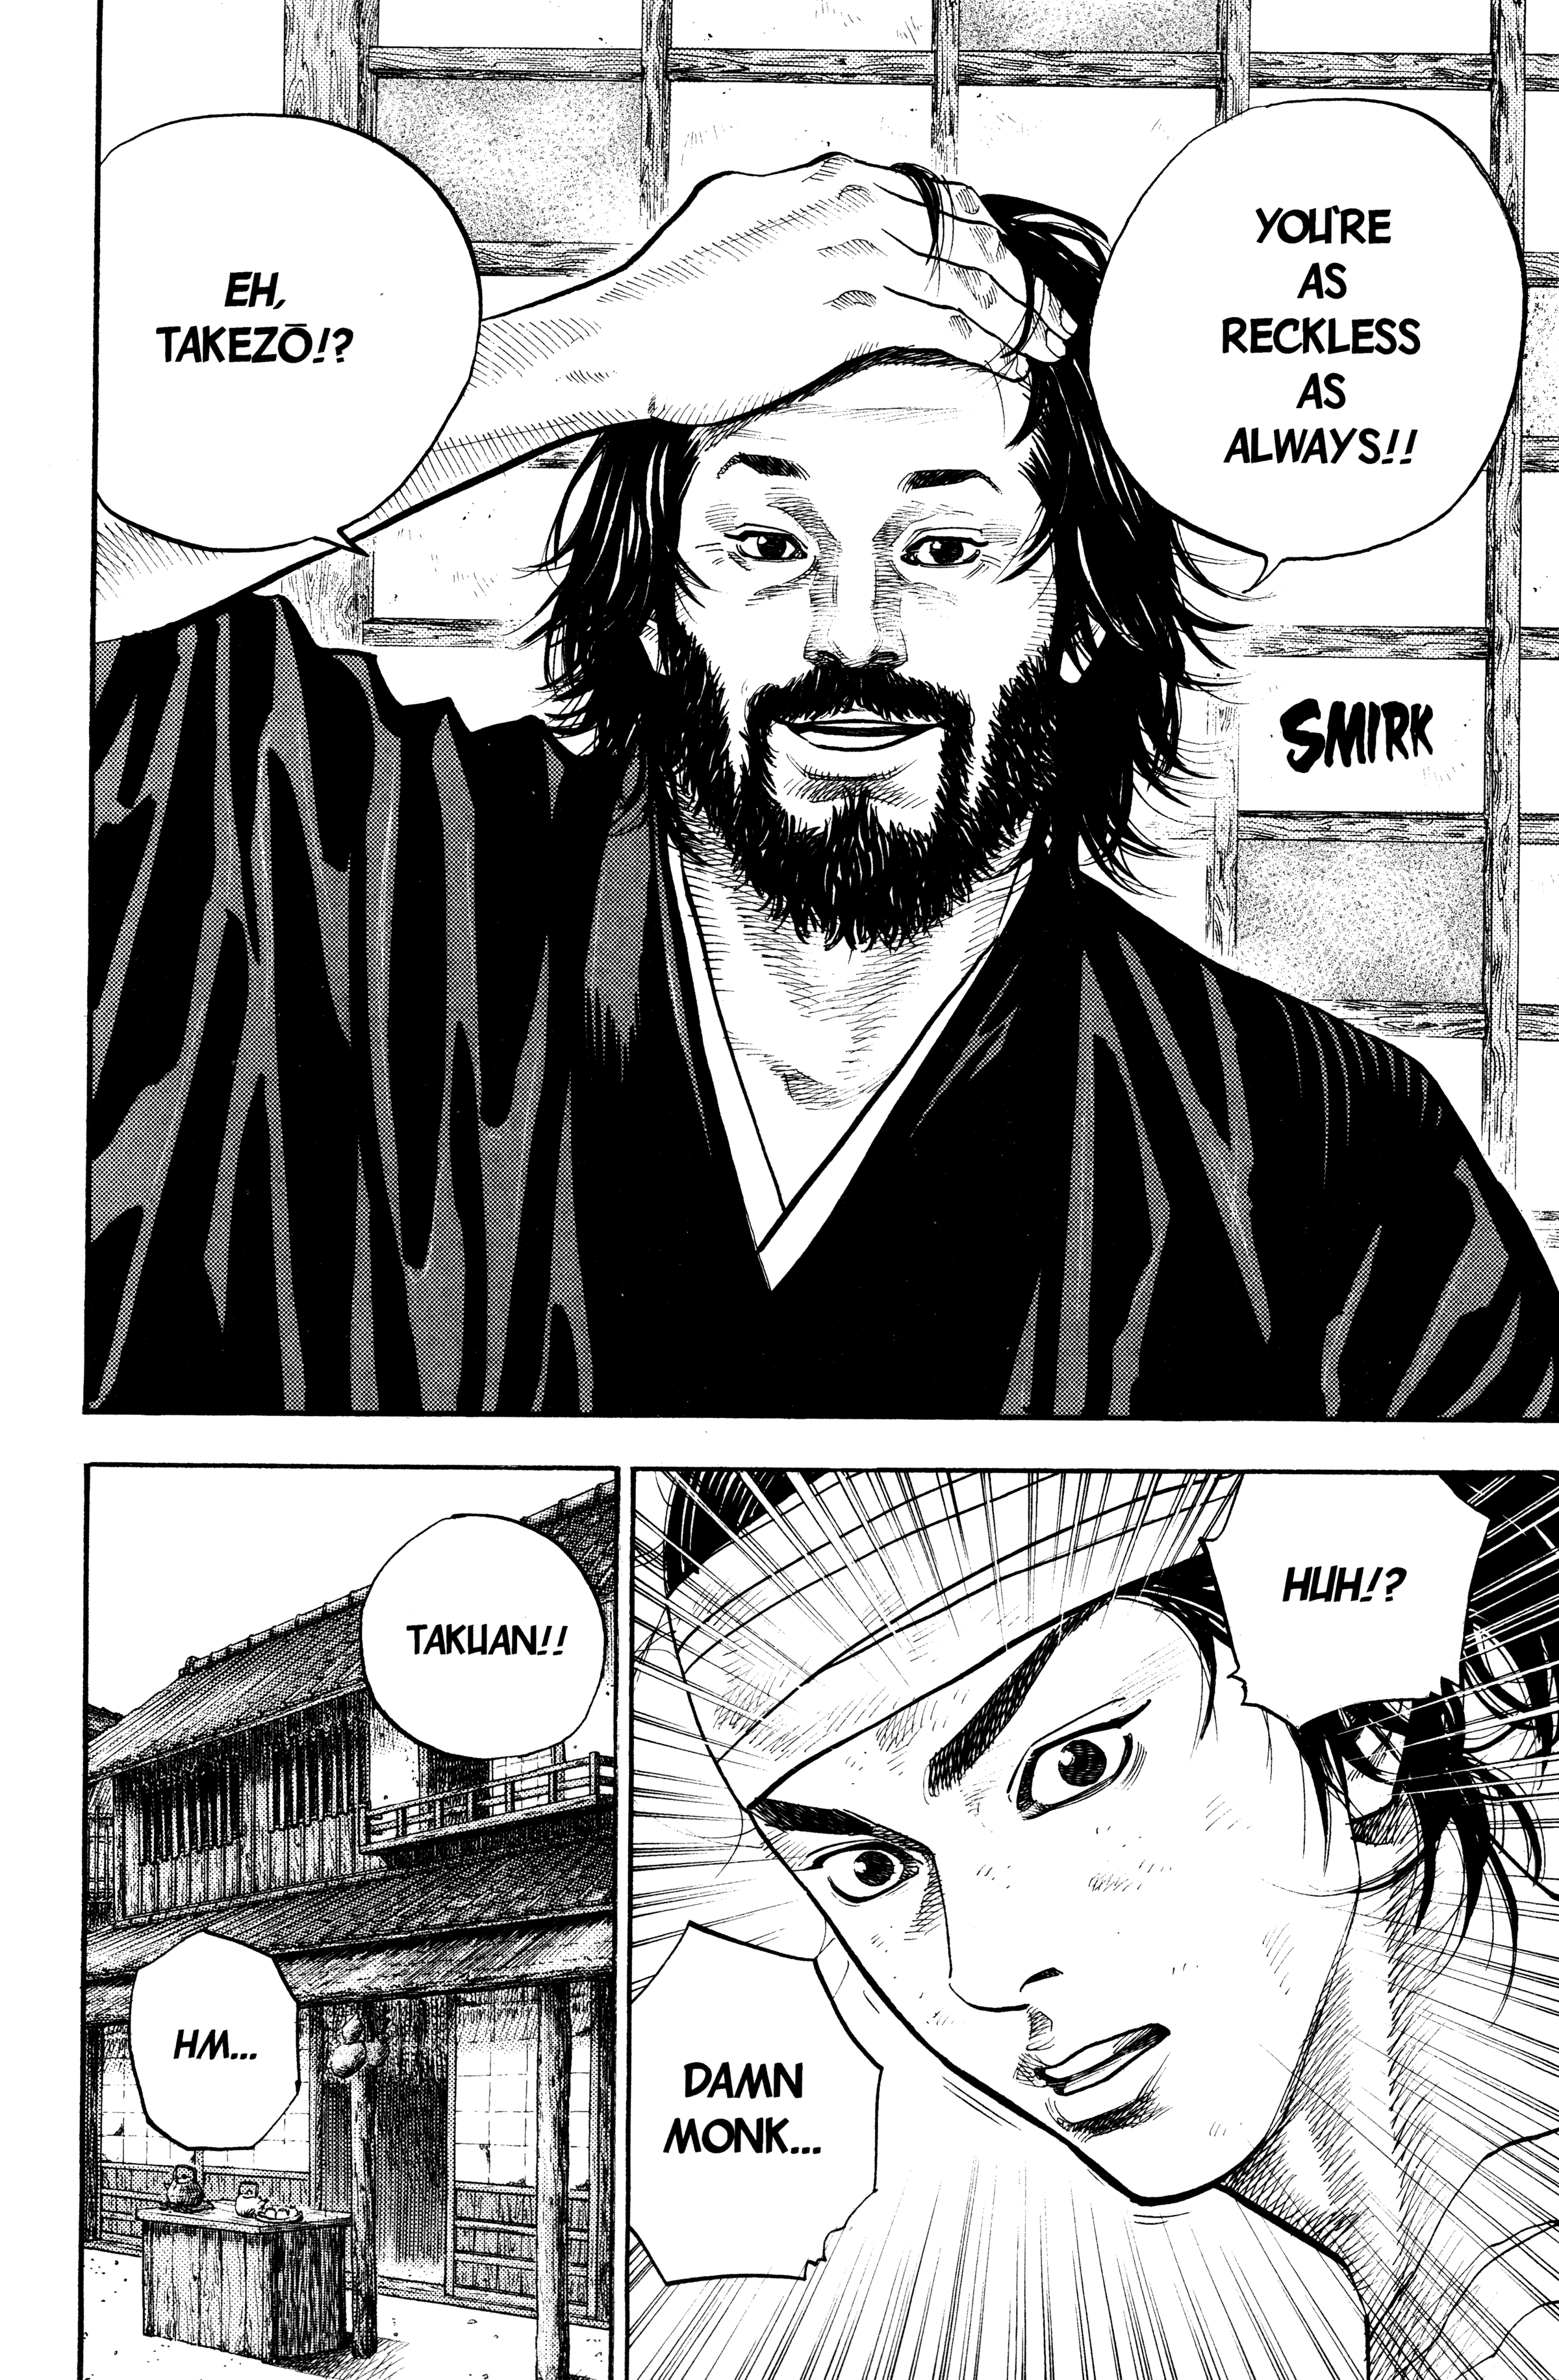 YOU'RE
AS
RECKLESS
AS
ALWAYS!!
EH,
TAKEZŌ!?
SMIRK
HUH!?
DAMN
MONK...
TAKUAN!!
HM...